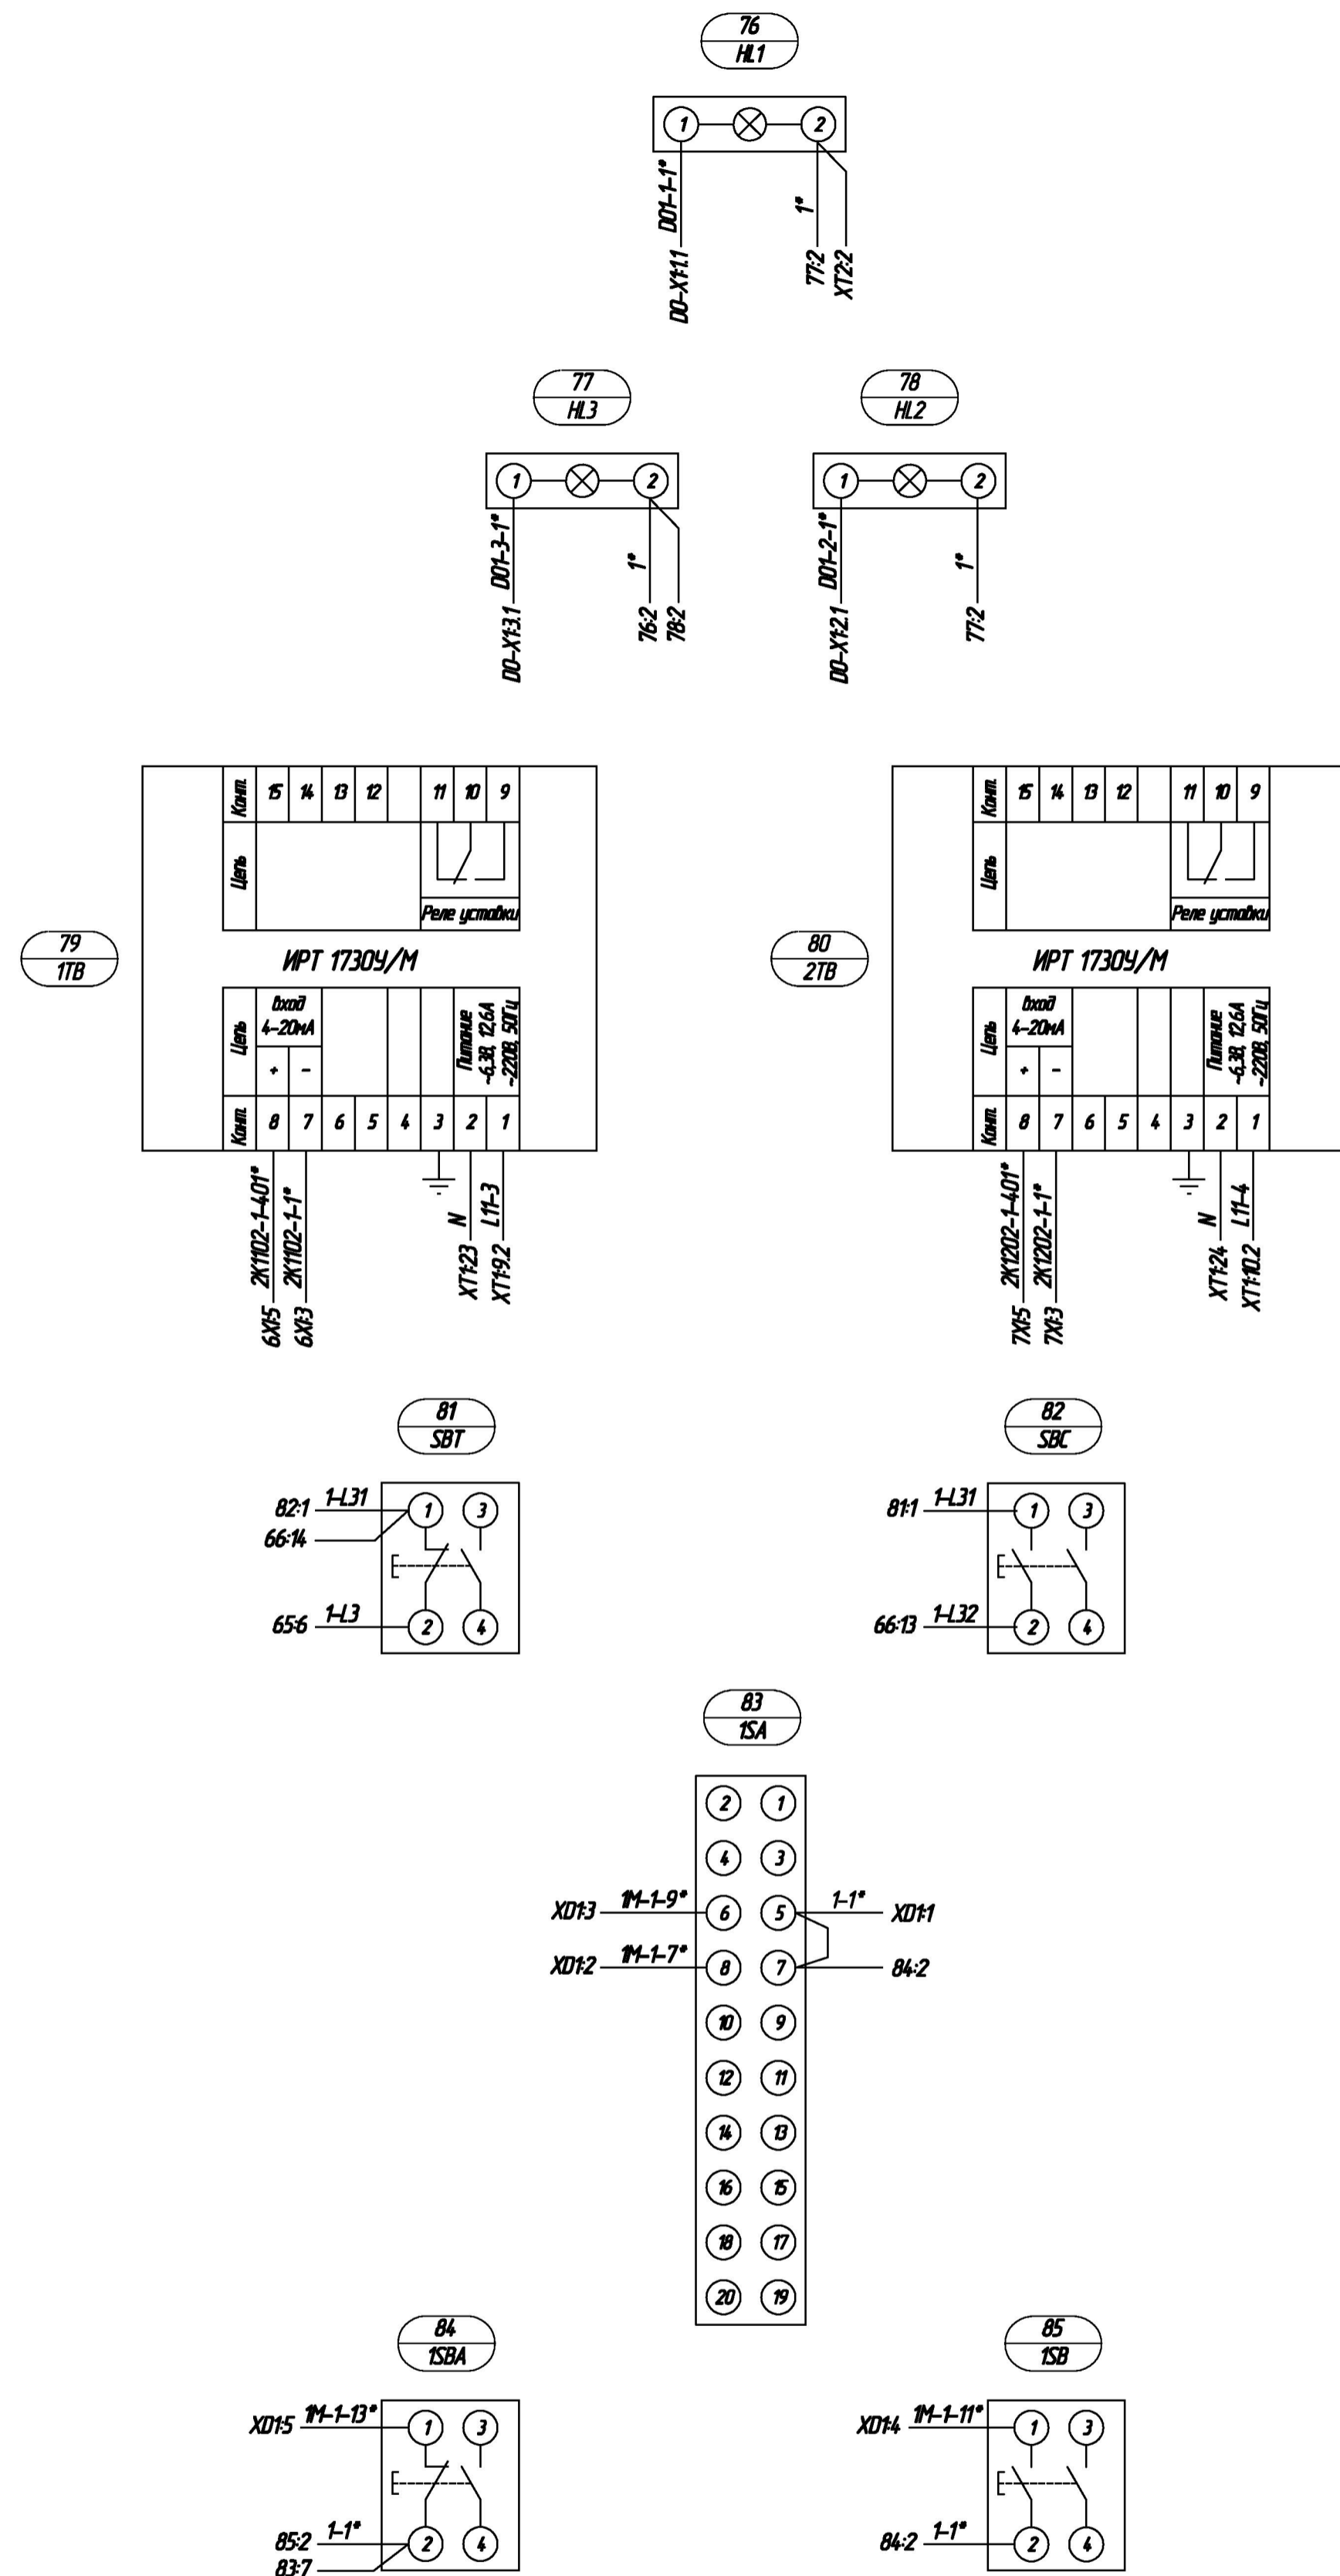 76
HL1
1 2
DO1-1-1*
1*
DO-X1:1.1
77:2
XT2:2
77
HL3
78
HL2
1 2
1 2
DO1-3-1*
1*
DO1-2-1*
1*
DO-X1:3.1
76:2
78:2
DO-X1:2.1
77:2
Конт. 15 14 13 12 11 10 9
Цепь
Реле уставки
79
1TB
ИРТ 1730У/М
Цепь
Вход
4-20мА
+ -
Питание
~6,3В, 12,6А
~220В, 50Гц
Конт. 8 7 6 5 4 3 2 1
2K1102-1-401*
2K1102-1-1*
N
L11-3
6XI:5
6XI:3
XT1:23
XT1:9.2
Конт. 15 14 13 12 11 10 9
Цепь
Реле уставки
80
2TB
ИРТ 1730У/М
Цепь
Вход
4-20мА
+ -
Питание
~6,3В, 12,6А
~220В, 50Гц
Конт. 8 7 6 5 4 3 2 1
2K1202-1-401*
2K1202-1-1*
N
L11-4
7XI:5
7XI:3
XT1:24
XT1:10.2
81
SBT
82:1 1-L31 1 3
66:14
65:6 1-L3 2 4
82
SBC
81:1 1-L31 1 3
66:13 1-L32 2 4
83
1SA
2 1
4 3
XD1:3 1M-1-9* 6 5 1-1* XD1:1
XD1:2 1M-1-7* 8 7 84:2
10 9
12 11
14 13
16 15
18 17
20 19
84
1SBA
XD1:5 1M-1-13* 1 3
85:2 1-1* 2 4
83:7
85
1SB
XD1:4 1M-1-11* 1 3
84:2 1-1* 2 4